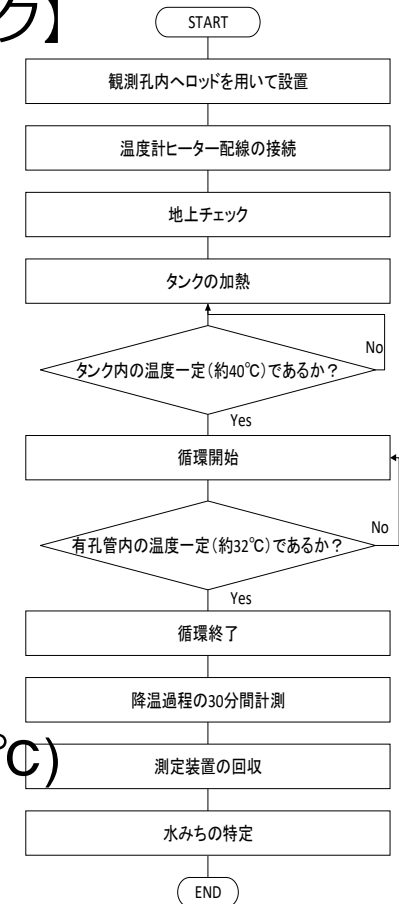 ク】
START
観測孔内へロッドを用いて設置
温度計ヒーター配線の接続
地上チェック
タンクの加熱
タンク内の温度一定(約40℃)であるか？
No
Yes
循環開始
有孔管内の温度一定(約32℃)であるか？
No
Yes
循環終了
降温過程の30分間計測
℃)
測定装置の回収
水みちの特定
END